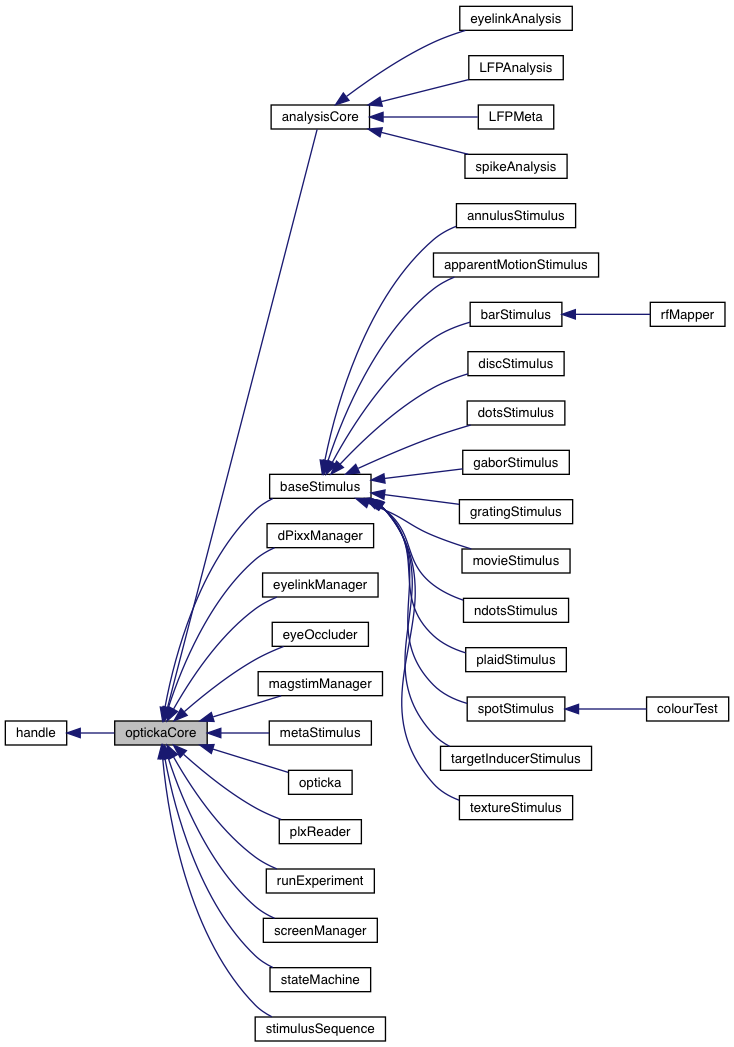 eyelinkAnalysis
LFPAnalysis
analysisCore
LFPMeta
spikeAnalysis
annulusStimulus
apparentMotionStimulus
barStimulus
rfMapper
discStimulus
dotsStimulus
gaborStimulus
baseStimulus
gratingStimulus
dPixxManager
movieStimulus
eyelinkManager
ndotsStimulus
eyeOccluder
plaidStimulus
magstimManager
spotStimulus
colourTest
handle
optickaCore
metaStimulus
targetInducerStimulus
opticka
textureStimulus
plxReader
runExperiment
screenManager
stateMachine
stimulusSequence